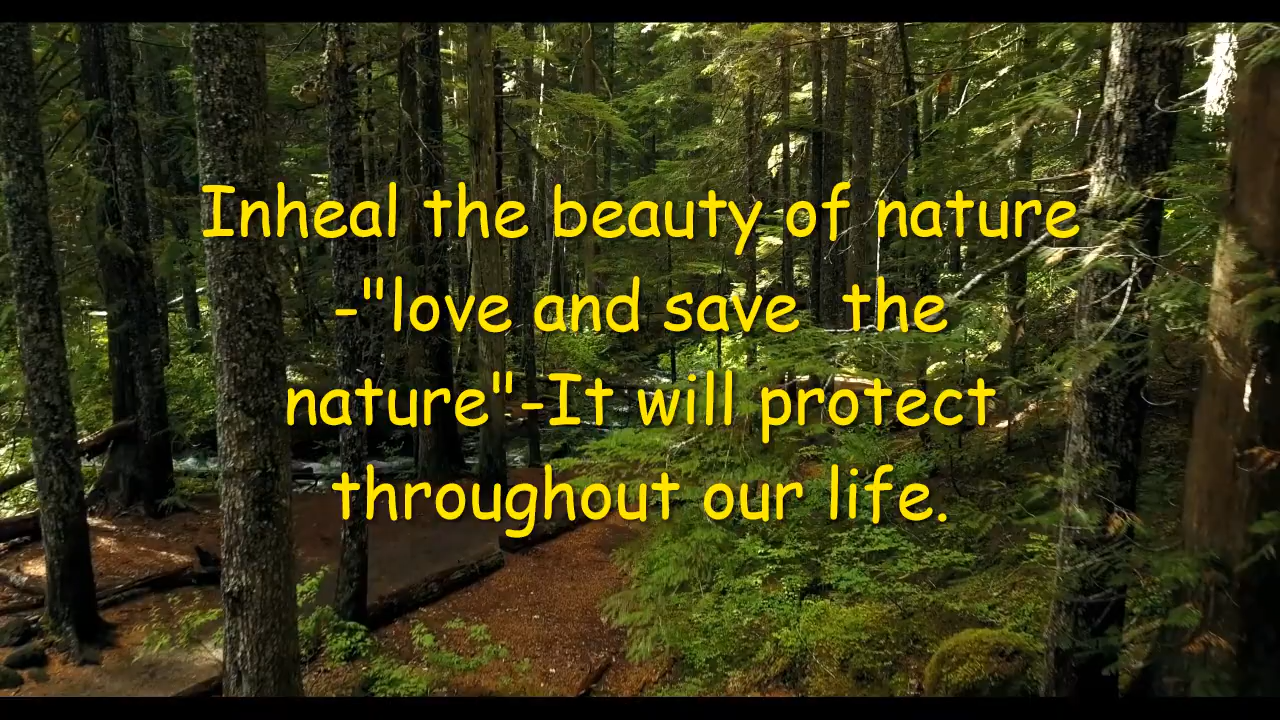 Inheal the beauty of nature
-"love and save  the
nature"-It will protect
throughout our life.